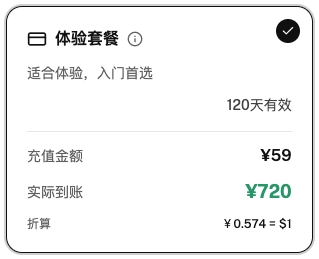 体验套餐
适合体验，入门首选
120天有效
充值金额 ¥59
实际到账 ¥720
折算 ¥0.574 = $1